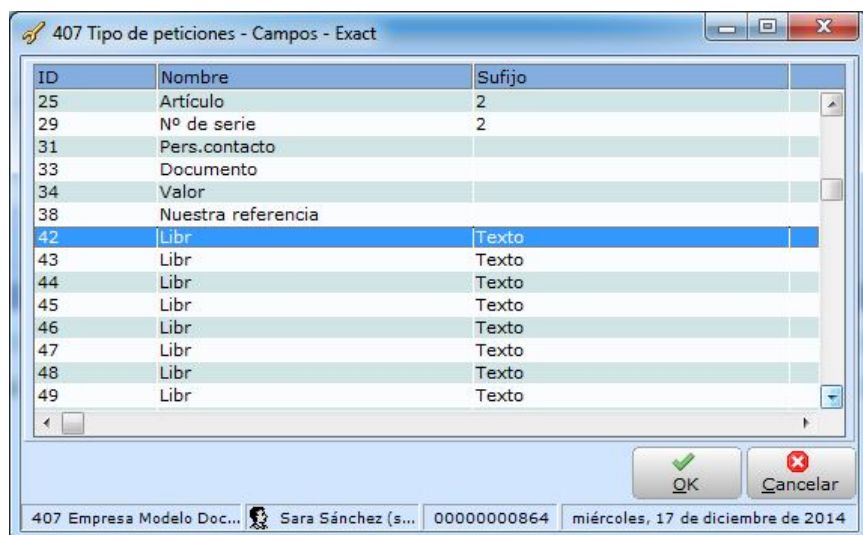 407 Tipo de peticiones - Campos - Exact
ID Nombre Sufijo
25 Artículo 2
29 Nº de serie 2
31 Pers.contacto
33 Documento
34 Valor
38 Nuestra referencia
42 Libr Texto
43 Libr Texto
44 Libr Texto
45 Libr Texto
46 Libr Texto
47 Libr Texto
48 Libr Texto
49 Libr Texto
OK Cancelar
407 Empresa Modelo Doc... Sara Sánchez (s... 00000000864 miércoles, 17 de diciembre de 2014